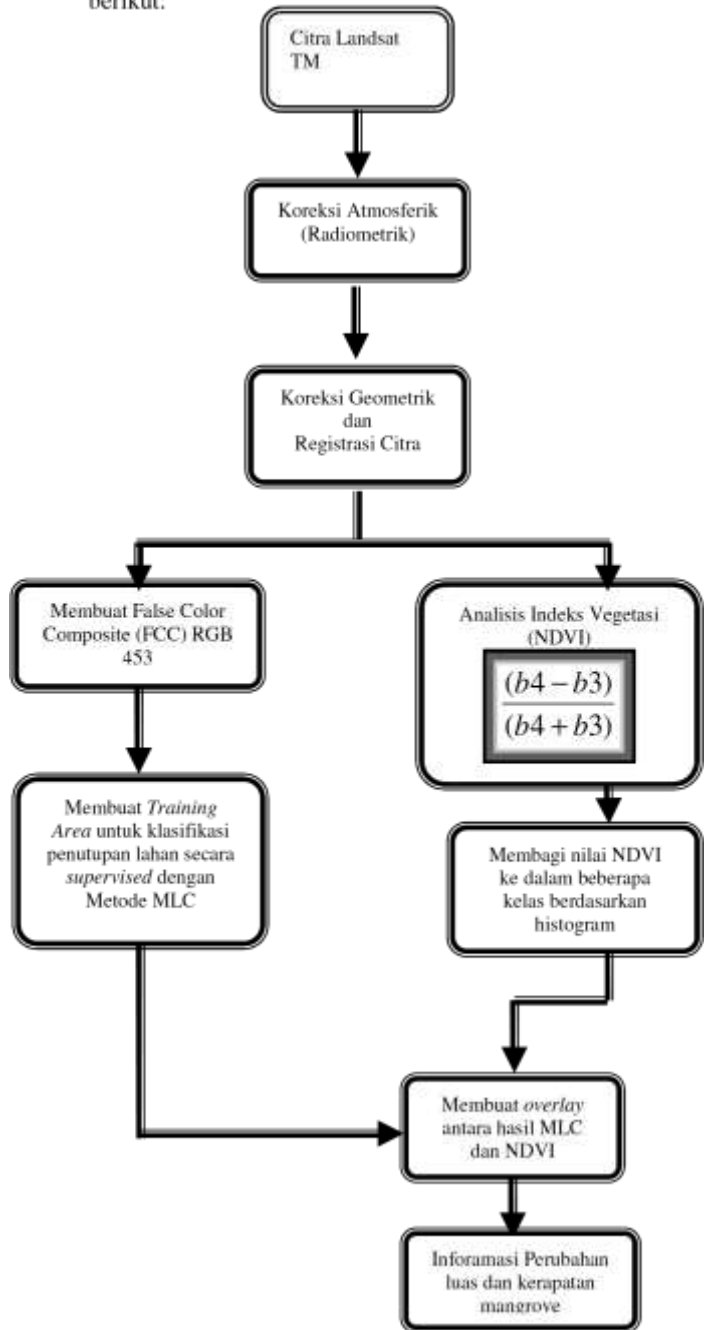 berikut:
Citra Landsat
TM
Koreksi Atmosferik
(Radiometrik)
Koreksi Geometrik
dan
Registrasi Citra
Membuat False Color
Composite (FCC) RGB
453
Membuat Training
Area untuk klasifikasi
penutupan lahan secara
supervised dengan
Metode MLC
Analisis Indeks Vegetasi
(NDVI)
(b4 − b3)
(b4 + b3)
Membagi nilai NDVI
ke dalam beberapa
kelas berdasarkan
histogram
Membuat overlay
antara hasil MLC
dan NDVI
Inforamasi Perubahan
luas dan kerapatan
mangrove